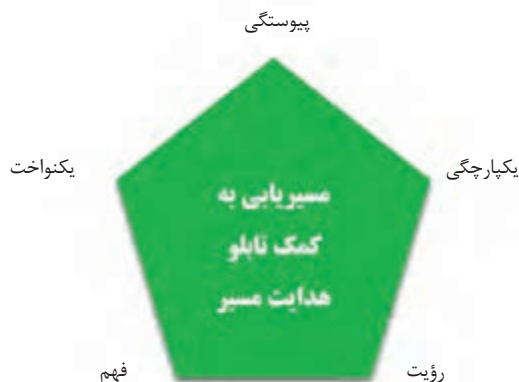 پیوستگی
یکپارچگی
یکنواخت
مسیریابی به
کمک تابلو
هدایت مسیر
رؤیت
فهم